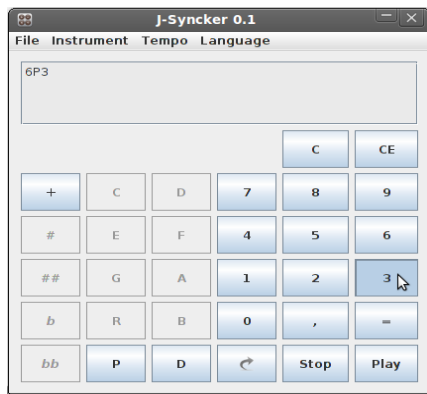 J-Syncker 0.1
File Instrument Tempo Language
6P3
C CE
+ C D 7 8 9
# E F 4 5 6
## G A 1 2 3
b R B 0 , =
bb P D Stop Play